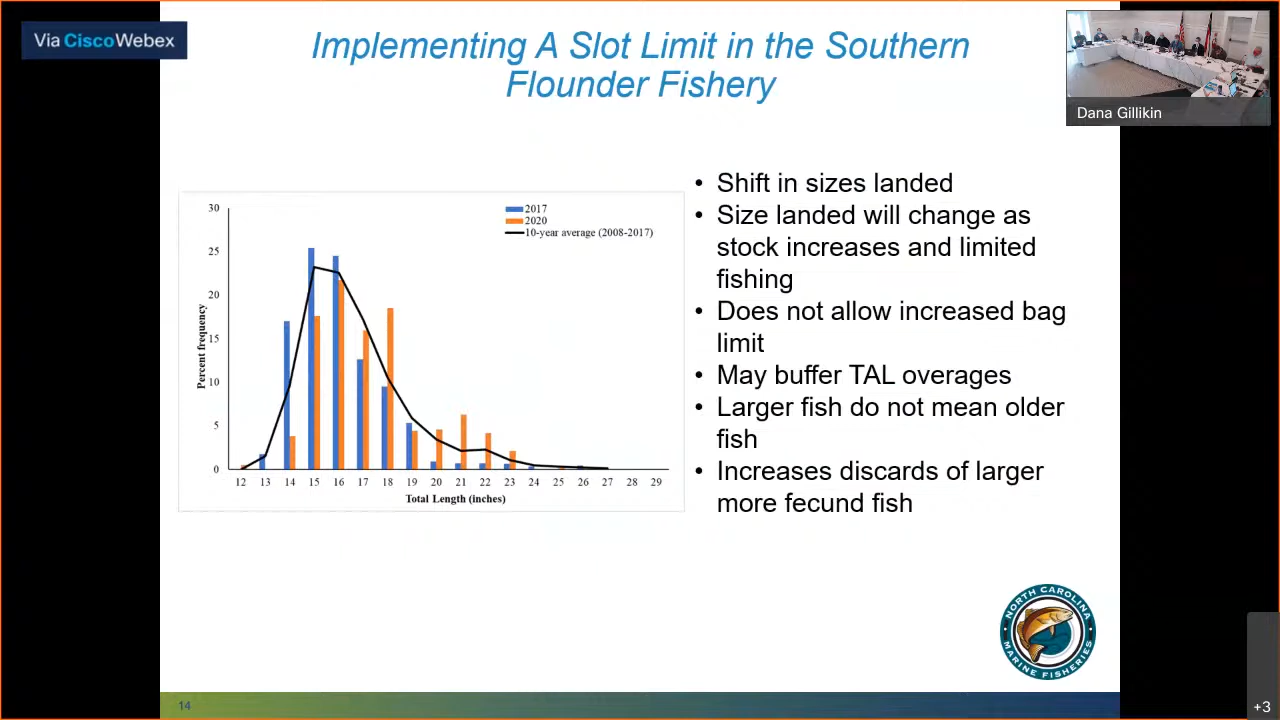 Via Cisco Webex
Implementing A Slot Limit in the Southern
Flounder Fishery
Dana Gillikin
• Shift in sizes landed
• Size landed will change as
stock increases and limited
fishing
• Does not allow increased bag
limit
• May buffer TAL overages
• Larger fish do not mean older
fish
• Increases discards of larger
more fecund fish
2017
2020
10-year average (2008-2017)
Percent frequency
30
25
20
15
10
5
0
12 13 14 15 16 17 18 19 20 21 22 23 24 25 26 27 28 29
Total Length (inches)
NORTH CAROLINA
MARINE FISHERIES
14
+3